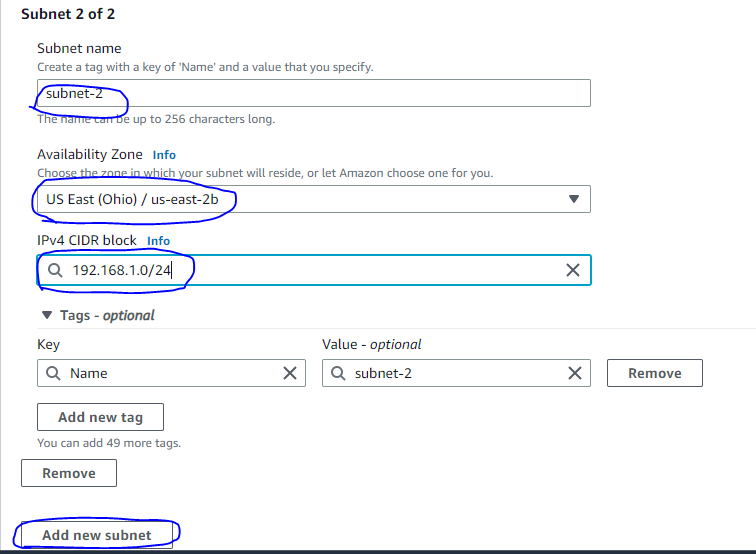 Subnet 2 of 2
Subnet name
Create a tag with a key of 'Name' and a value that you specify.
subnet-2
The name can be up to 256 characters long.
Availability Zone Info
Choose the zone in which your subnet will reside, or let Amazon choose one for you.
US East (Ohio) / us-east-2b
IPv4 CIDR block Info
192.168.1.0/24
Tags - optional
Key Value - optional
Name subnet-2 Remove
Add new tag
You can add 49 more tags.
Remove
Add new subnet